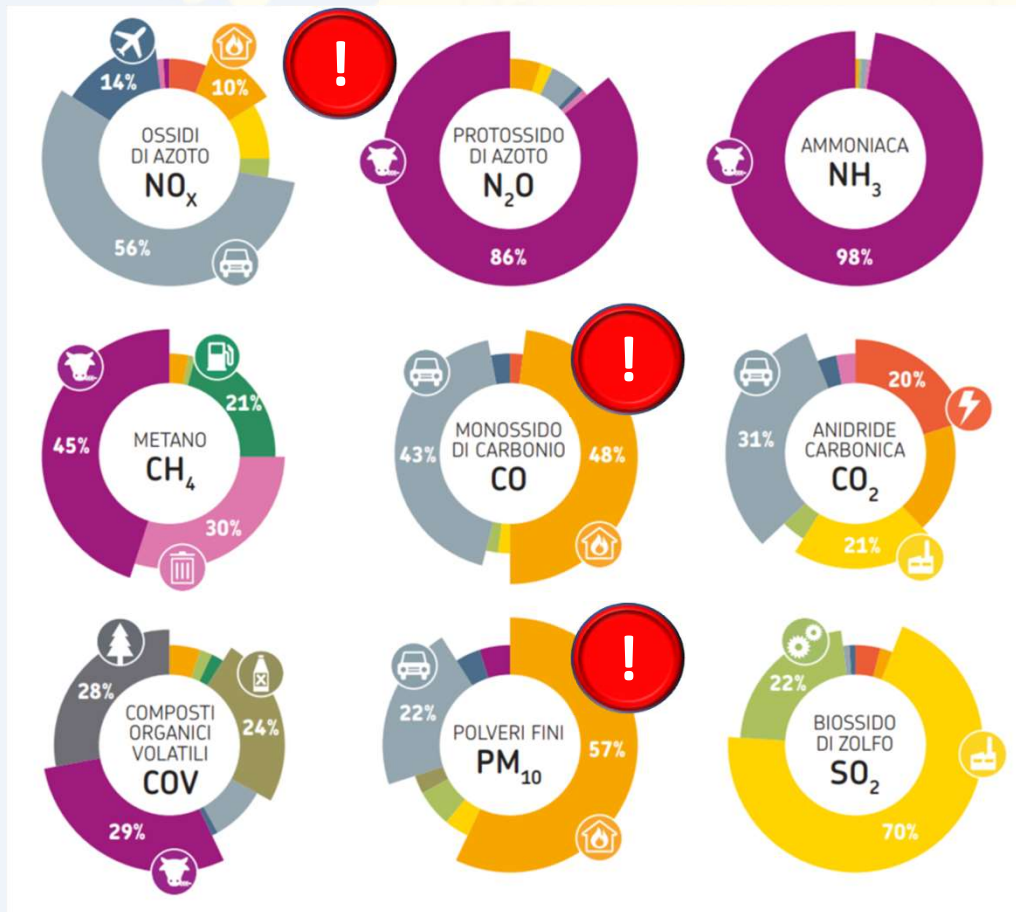 14%
10%
!
OSSIDI
DI AZOTO
NOX
56%
PROTOSSIDO
DI AZOTO
N2O
86%
AMMONIACA
NH3
98%
45%
21%
METANO
CH4
30%
!
43%
MONOSSIDO
DI CARBONIO
CO
48%
20%
31%
ANIDRIDE
CARBONICA
CO2
21%
28%
COMPOSTI
ORGANICI
VOLATILI
COV
24%
29%
!
22%
POLVERI FINI
PM10
57%
22%
BIOSSIDO
DI ZOLFO
SO2
70%